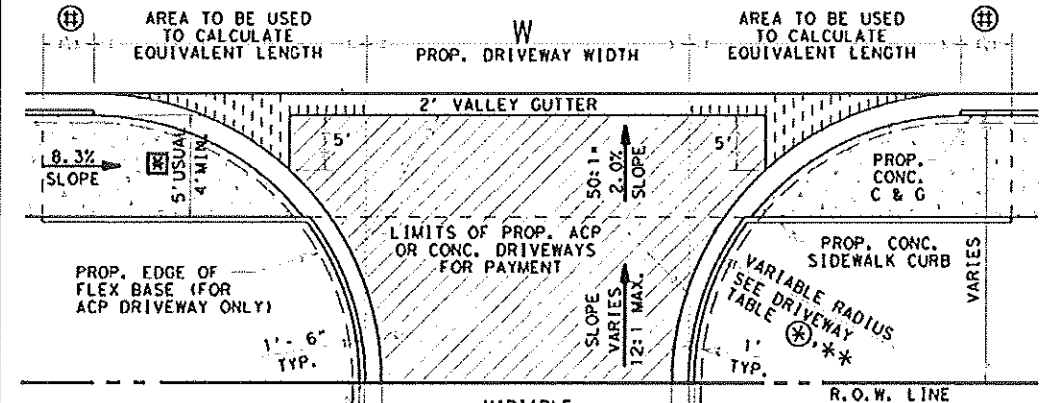 #
AREA TO BE USED
TO CALCULATE
EQUIVALENT LENGTH
W
PROP. DRIVEWAY WIDTH
AREA TO BE USED
TO CALCULATE
EQUIVALENT LENGTH
#
2' VALLEY GUTTER
8.3%
SLOPE
*
5' USUAL
4' MIN.
5'
50:1=
2.0%
SLOPE
5'
PROP.
CONC.
C & G
LIMITS OF PROP. ACP
OR CONC. DRIVEWAYS
FOR PAYMENT
PROP. EDGE OF
FLEX BASE (FOR
ACP DRIVEWAY ONLY)
1'- 6"
TYP.
SLOPE
VARIES
12:1 MAX.
VARIABLE RADIUS
SEE DRIVEWAY
TABLE *,**
PROP. CONC.
SIDEWALK CURB
VARIES
1'
TYP.
R.O.W. LINE
VARIABLE